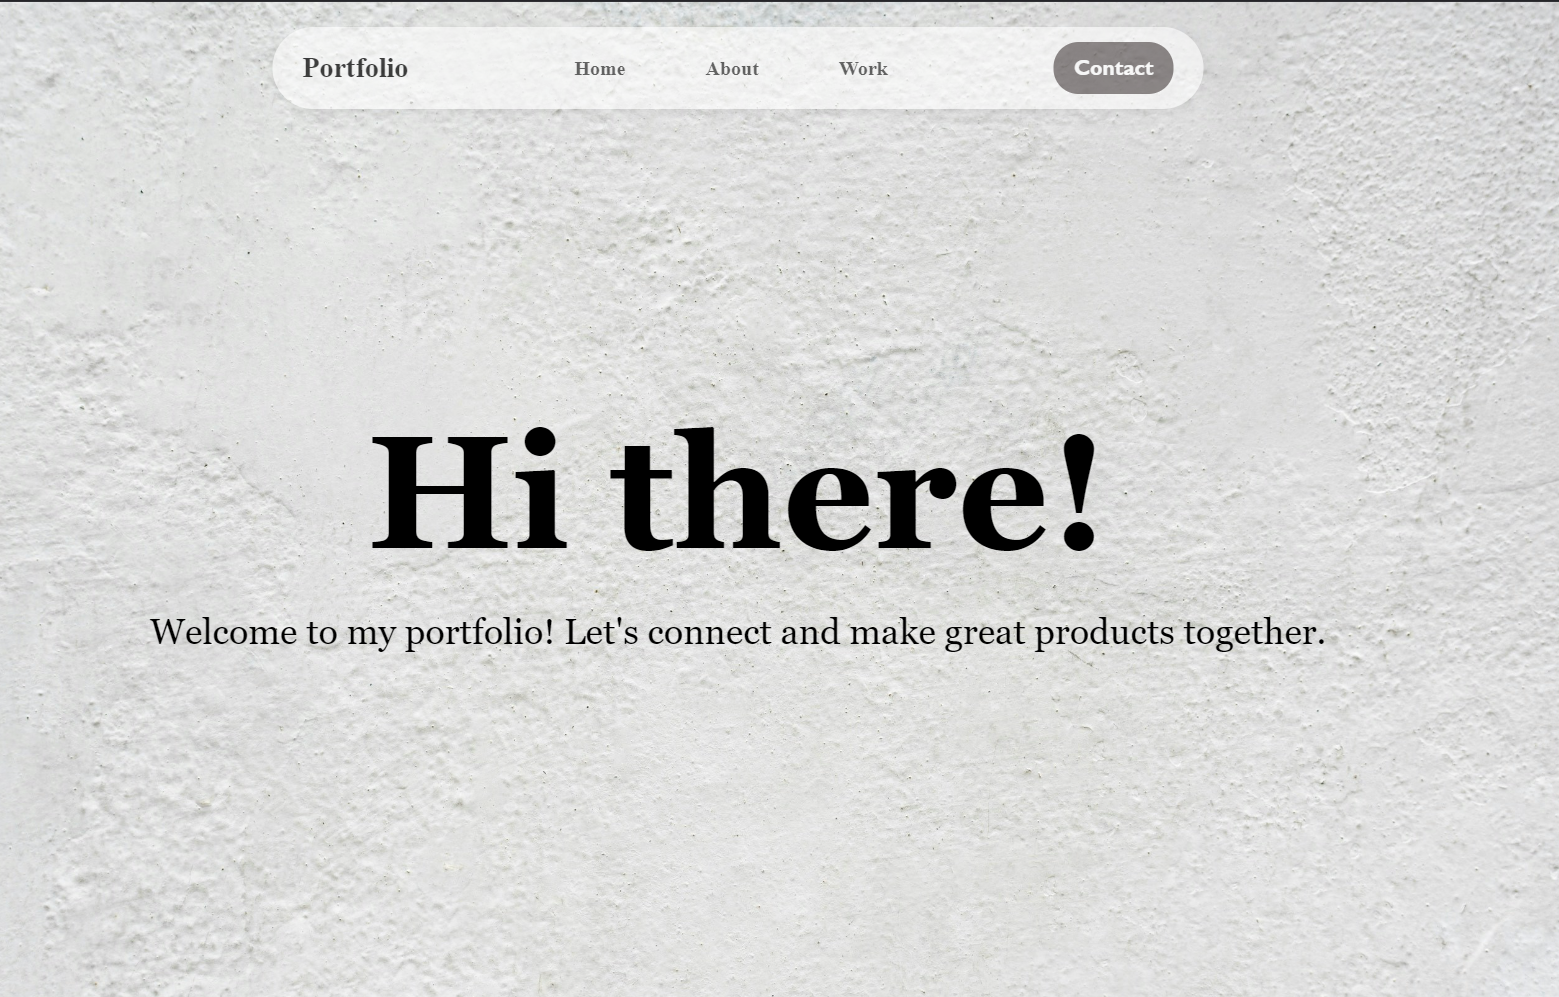 Portfolio Home About Work Contact
Hi there!
Welcome to my portfolio! Let's connect and make great products together.